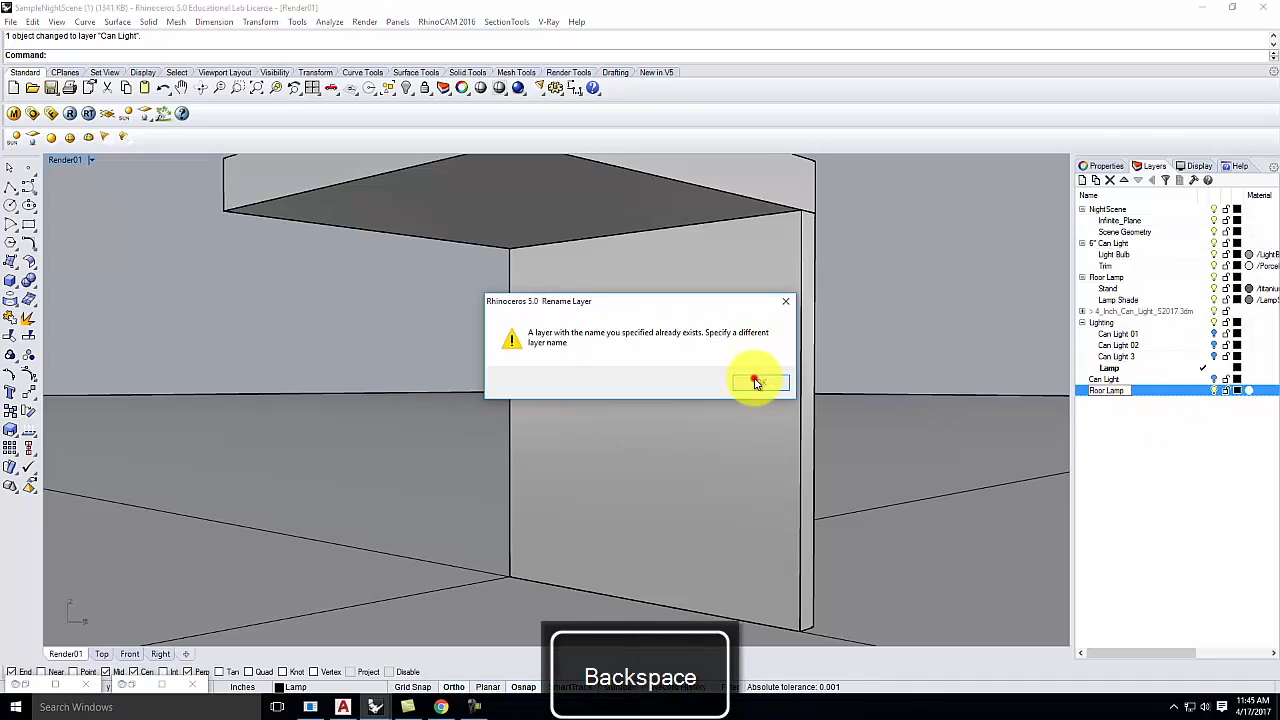 SampleNightScene (1) (1341 KB) - Rhinoceros 5.0 Educational Lab License - [Render01]
File Edit View Curve Surface Solid Mesh Dimension Transform Tools Analyze Render Panels RhinoCAM 2016 SectionTools V-Ray Help
1 object changed to layer "Can Light".
Command:
Standard CPlanes Set View Display Select Viewport Layout Visibility Transform Curve Tools Surface Tools Solid Tools Mesh Tools Render Tools Drafting New in V5
Render01
Properties Layers Display Help
Name Material
NightScene
Infinite_Plane
Scene Geometry
6" Can Light
Light Bulb /LightB
Trim /Porcel
Floor Lamp
Stand /titaniu
Lamp Shade /LampS
> 4_Inch_Can_Light_S2017.3dm
Lighting
Can Light 01
Can Light 02
Can Light 3
Lamp
Can Light
Floor Lamp
Rhinoceros 5.0 Rename Layer
A layer with the name you specified already exists. Specify a different
layer name
Backspace
Render01 Top Front Right
End Near Point Mid Cen Int Perp Tan Quad Knot Vertex Project Disable
Inches Lamp Grid Snap Ortho Planar Osnap Absolute tolerance: 0.001
Search Windows
11:45 AM
4/17/2017